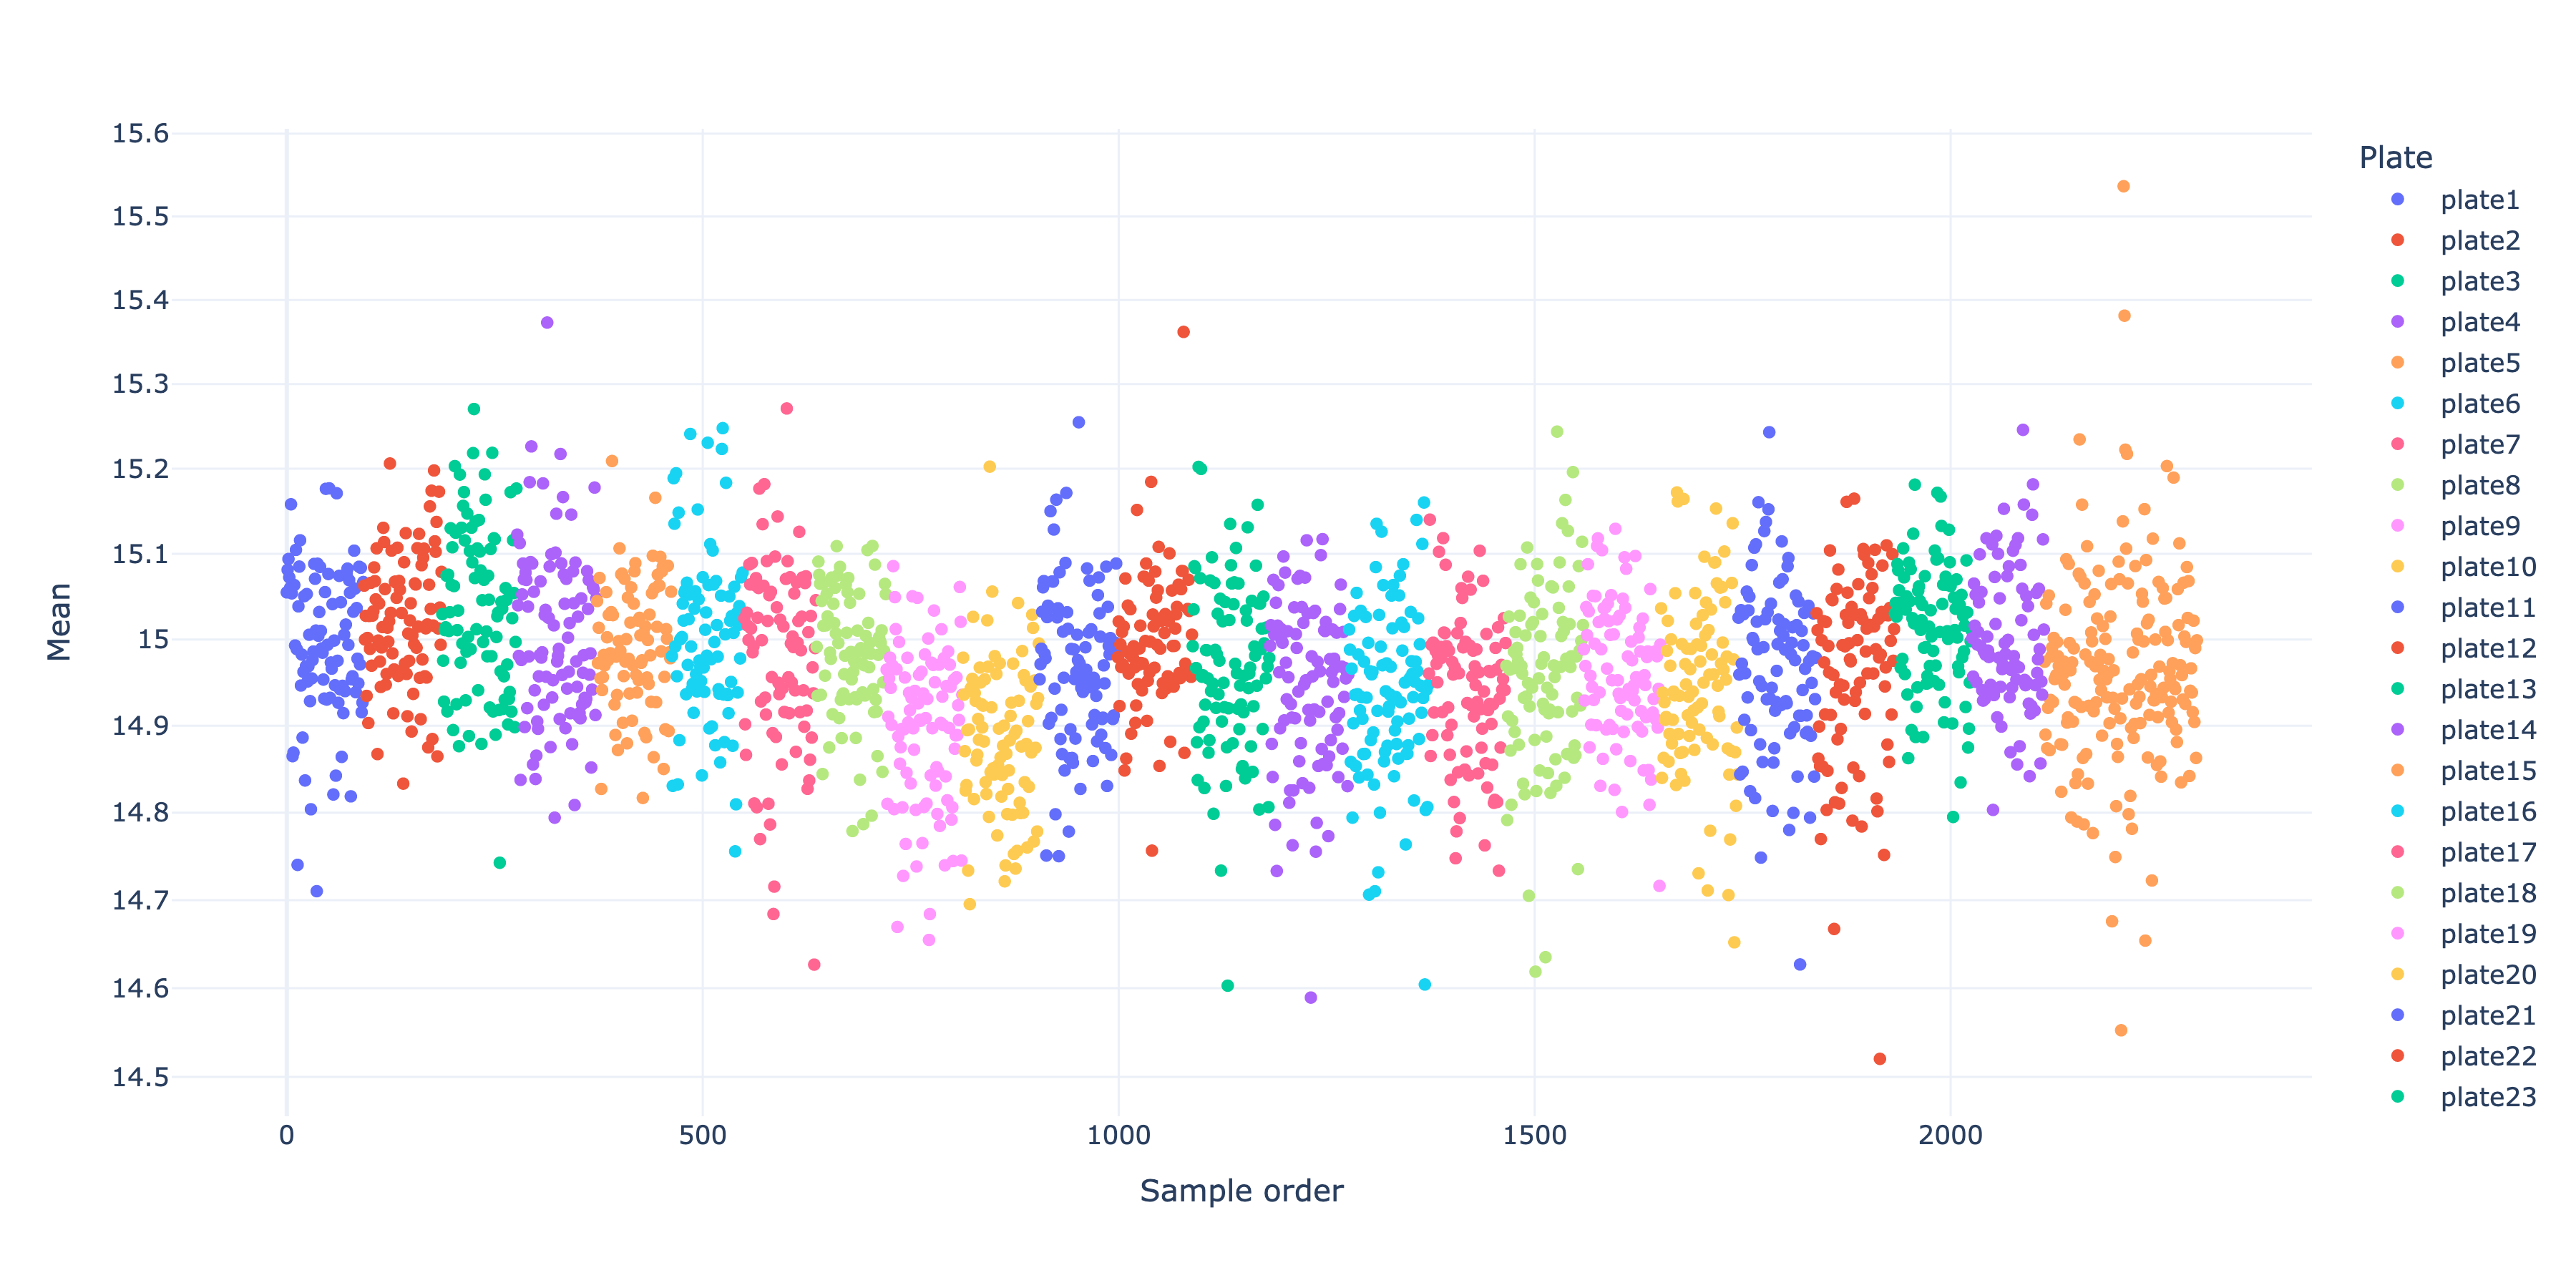 15.6
15.5
15.4
15.3
15.2
15.1
15
14.9
14.8
14.7
14.6
14.5
Mean
0 500 1000 1500 2000
Sample order
Plate
plate1
plate2
plate3
plate4
plate5
plate6
plate7
plate8
plate9
plate10
plate11
plate12
plate13
plate14
plate15
plate16
plate17
plate18
plate19
plate20
plate21
plate22
plate23